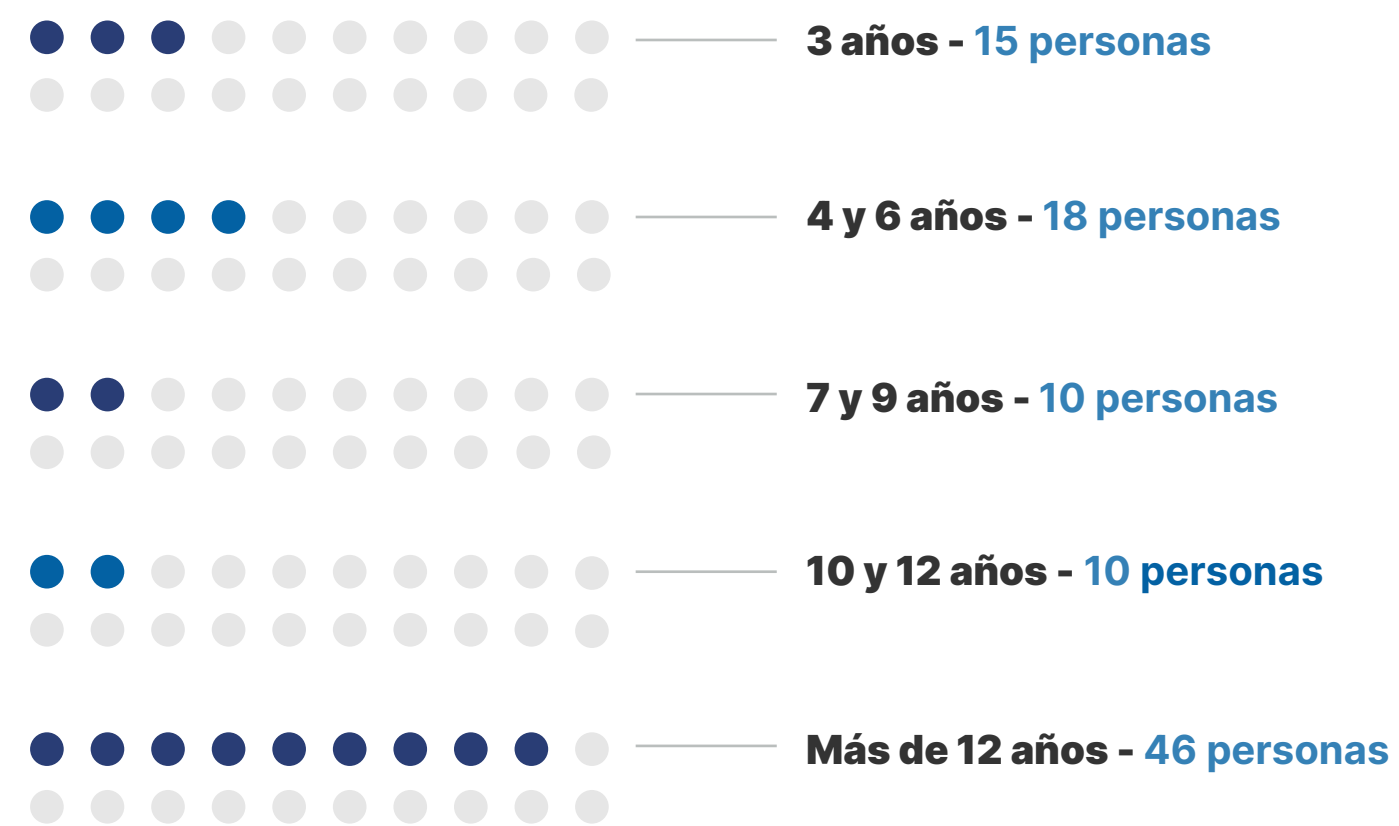 3 años - 15 personas
4 y 6 años - 18 personas
7 y 9 años - 10 personas
10 y 12 años - 10 personas
Más de 12 años - 46 personas